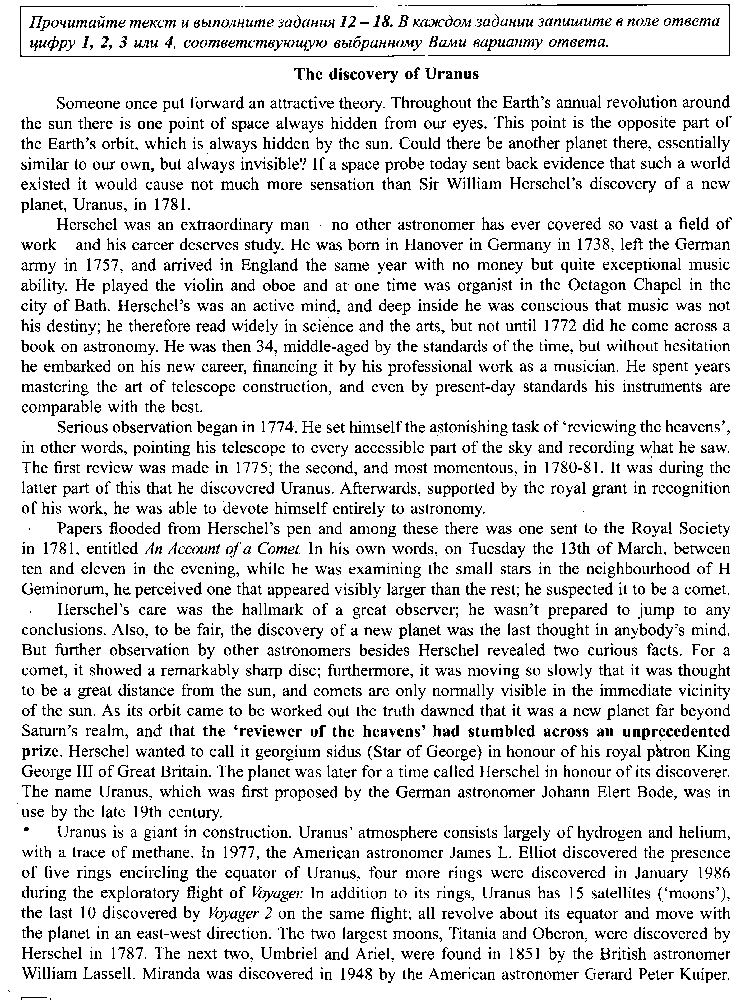 Прочитайте текст и выполните задания 12 – 18. В каждом задании запишите в поле ответа
цифру 1, 2, 3 или 4, соответствующую выбранному Вами варианту ответа.
The discovery of Uranus
Someone once put forward an attractive theory. Throughout the Earth's annual revolution around
the sun there is one point of space always hidden from our eyes. This point is the opposite part of
the Earth's orbit, which is always hidden by the sun. Could there be another planet there, essentially
similar to our own, but always invisible? If a space probe today sent back evidence that such a world
existed it would cause not much more sensation than Sir William Herschel's discovery of a new
planet, Uranus, in 1781.
Herschel was an extraordinary man – no other astronomer has ever covered so vast a field of
work – and his career deserves study. He was born in Hanover in Germany in 1738, left the German
army in 1757, and arrived in England the same year with no money but quite exceptional music
ability. He played the violin and oboe and at one time was organist in the Octagon Chapel in the
city of Bath. Herschel's was an active mind, and deep inside he was conscious that music was not
his destiny; he therefore read widely in science and the arts, but not until 1772 did he come across a
book on astronomy. He was then 34, middle-aged by the standards of the time, but without hesitation
he embarked on his new career, financing it by his professional work as a musician. He spent years
mastering the art of telescope construction, and even by present-day standards his instruments are
comparable with the best.
Serious observation began in 1774. He set himself the astonishing task of 'reviewing the heavens',
in other words, pointing his telescope to every accessible part of the sky and recording what he saw.
The first review was made in 1775; the second, and most momentous, in 1780-81. It was during the
latter part of this that he discovered Uranus. Afterwards, supported by the royal grant in recognition
of his work, he was able to devote himself entirely to astronomy.
Papers flooded from Herschel's pen and among these there was one sent to the Royal Society
in 1781, entitled An Account of a Comet. In his own words, on Tuesday the 13th of March, between
ten and eleven in the evening, while he was examining the small stars in the neighbourhood of H
Geminorum, he perceived one that appeared visibly larger than the rest; he suspected it to be a comet.
Herschel's care was the hallmark of a great observer; he wasn't prepared to jump to any
conclusions. Also, to be fair, the discovery of a new planet was the last thought in anybody's mind.
But further observation by other astronomers besides Herschel revealed two curious facts. For a
comet, it showed a remarkably sharp disc; furthermore, it was moving so slowly that it was thought
to be a great distance from the sun, and comets are only normally visible in the immediate vicinity
of the sun. As its orbit came to be worked out the truth dawned that it was a new planet far beyond
Saturn's realm, and that the 'reviewer of the heavens' had stumbled across an unprecedented
prize. Herschel wanted to call it georgium sidus (Star of George) in honour of his royal patron King
George III of Great Britain. The planet was later for a time called Herschel in honour of its discoverer.
The name Uranus, which was first proposed by the German astronomer Johann Elert Bode, was in
use by the late 19th century.
Uranus is a giant in construction. Uranus' atmosphere consists largely of hydrogen and helium,
with a trace of methane. In 1977, the American astronomer James L. Elliot discovered the presence
of five rings encircling the equator of Uranus, four more rings were discovered in January 1986
during the exploratory flight of Voyager. In addition to its rings, Uranus has 15 satellites ('moons'),
the last 10 discovered by Voyager 2 on the same flight; all revolve about its equator and move with
the planet in an east-west direction. The two largest moons, Titania and Oberon, were discovered by
Herschel in 1787. The next two, Umbriel and Ariel, were found in 1851 by the British astronomer
William Lassell. Miranda was discovered in 1948 by the American astronomer Gerard Peter Kuiper.